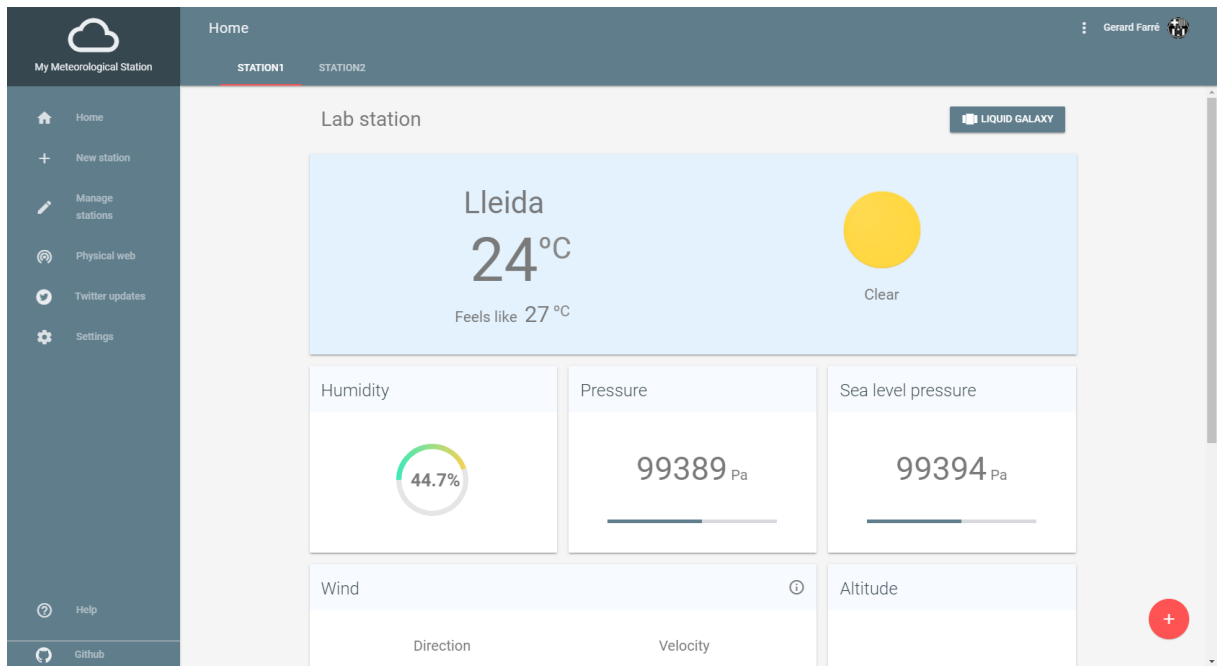 Home
Gerard Farré
My Meteorological Station
STATION1
STATION2
Home
New station
Manage
stations
Physical web
Twitter updates
Settings
Help
Github
Lab station
LIQUID GALAXY
Lleida
24 ºC
Feels like 27 ºC
Clear
Humidity
44.7%
Pressure
99389 Pa
Sea level pressure
99394 Pa
Wind
Direction
Velocity
Altitude